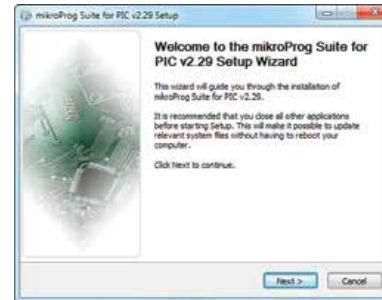 mikroProg Suite for PIC v2.29 Setup
Welcome to the mikroProg Suite for
PIC v2.29 Setup Wizard
This wizard will guide you through the installation of
mikroProg Suite for PIC v2.29.
It is recommended that you close all other applications
before starting Setup. This will make it possible to update
relevant system files without having to reboot your
computer.
Click Next to continue.
Next >
Cancel